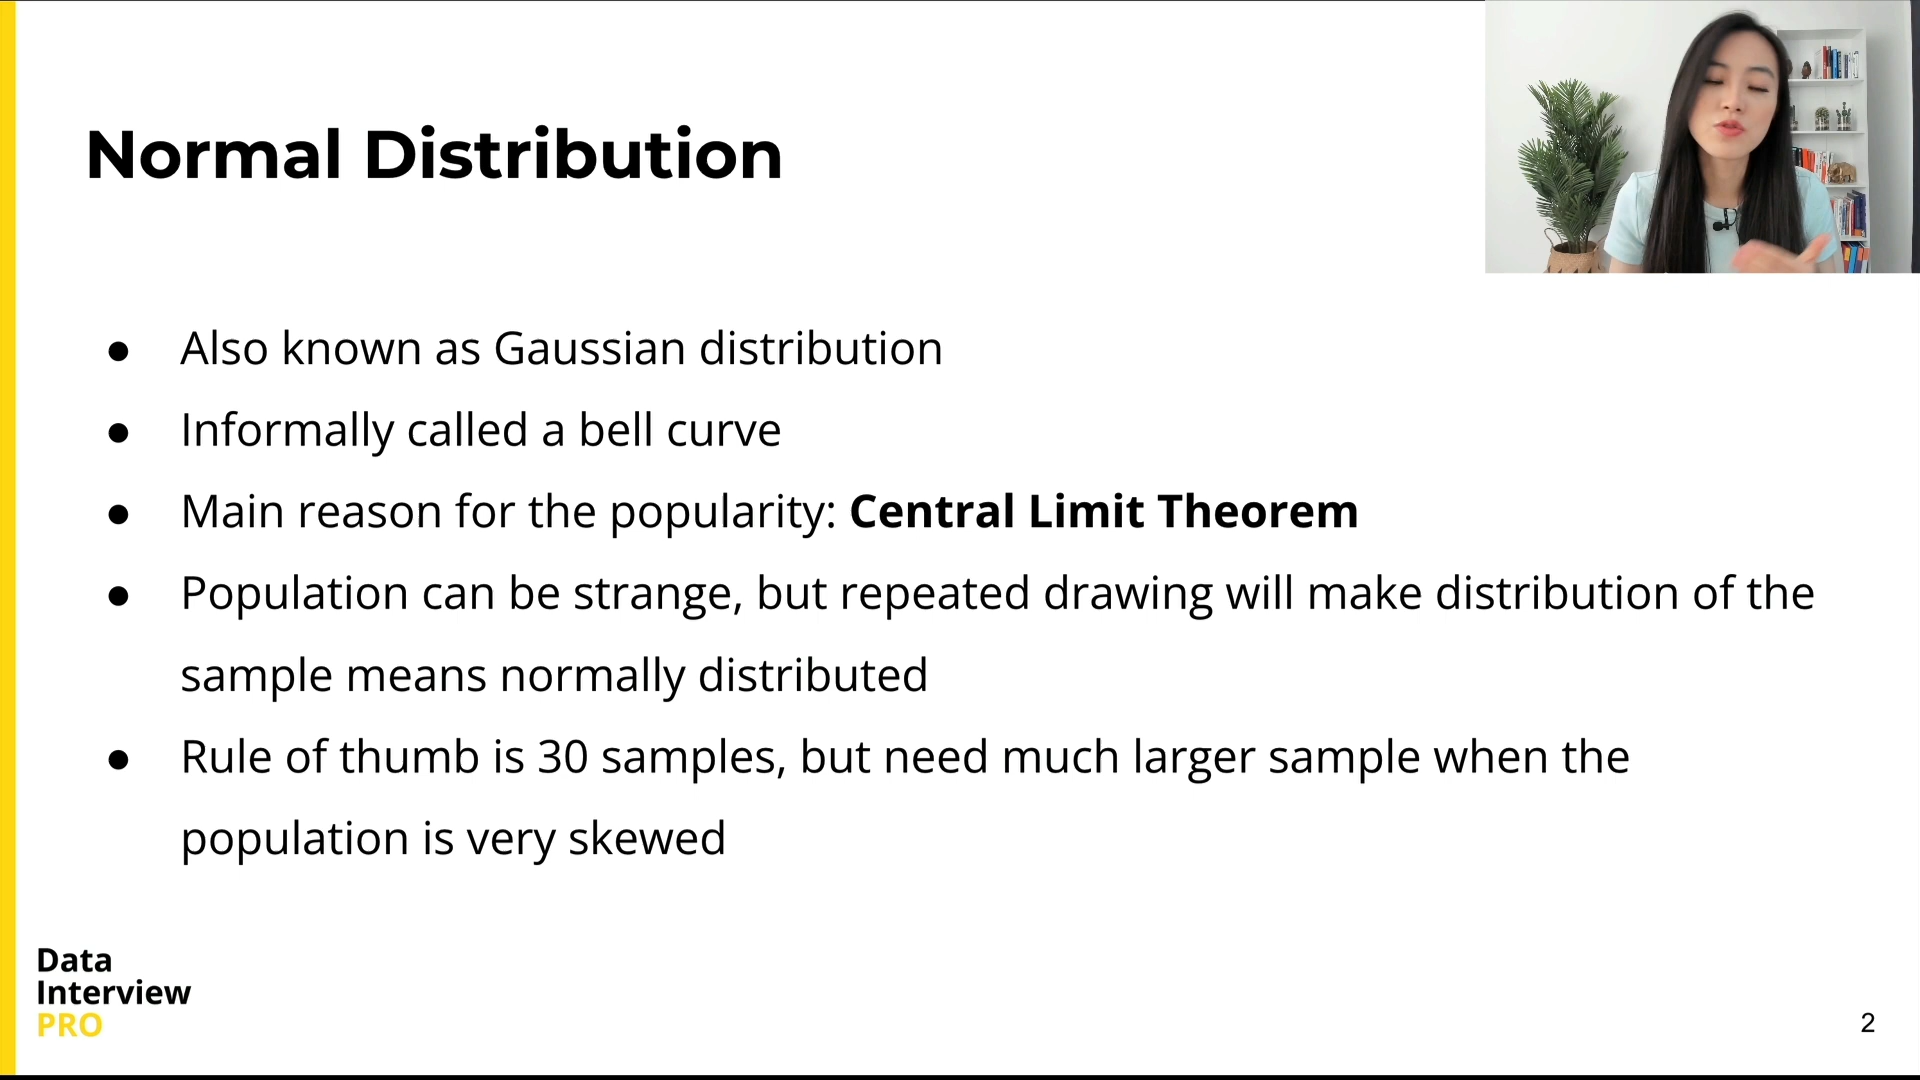 Normal Distribution
● Also known as Gaussian distribution
● Informally called a bell curve
● Main reason for the popularity: Central Limit Theorem
● Population can be strange, but repeated drawing will make distribution of the
sample means normally distributed
● Rule of thumb is 30 samples, but need much larger sample when the
population is very skewed
Data
Interview
PRO
2